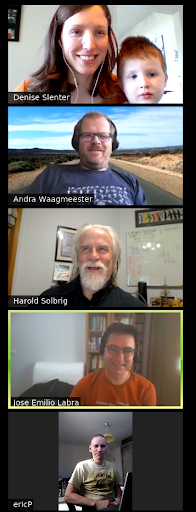 Denise Slenter
Andra Waagmeester
Harold Solbrig
Jose Emilio Labra
ericP